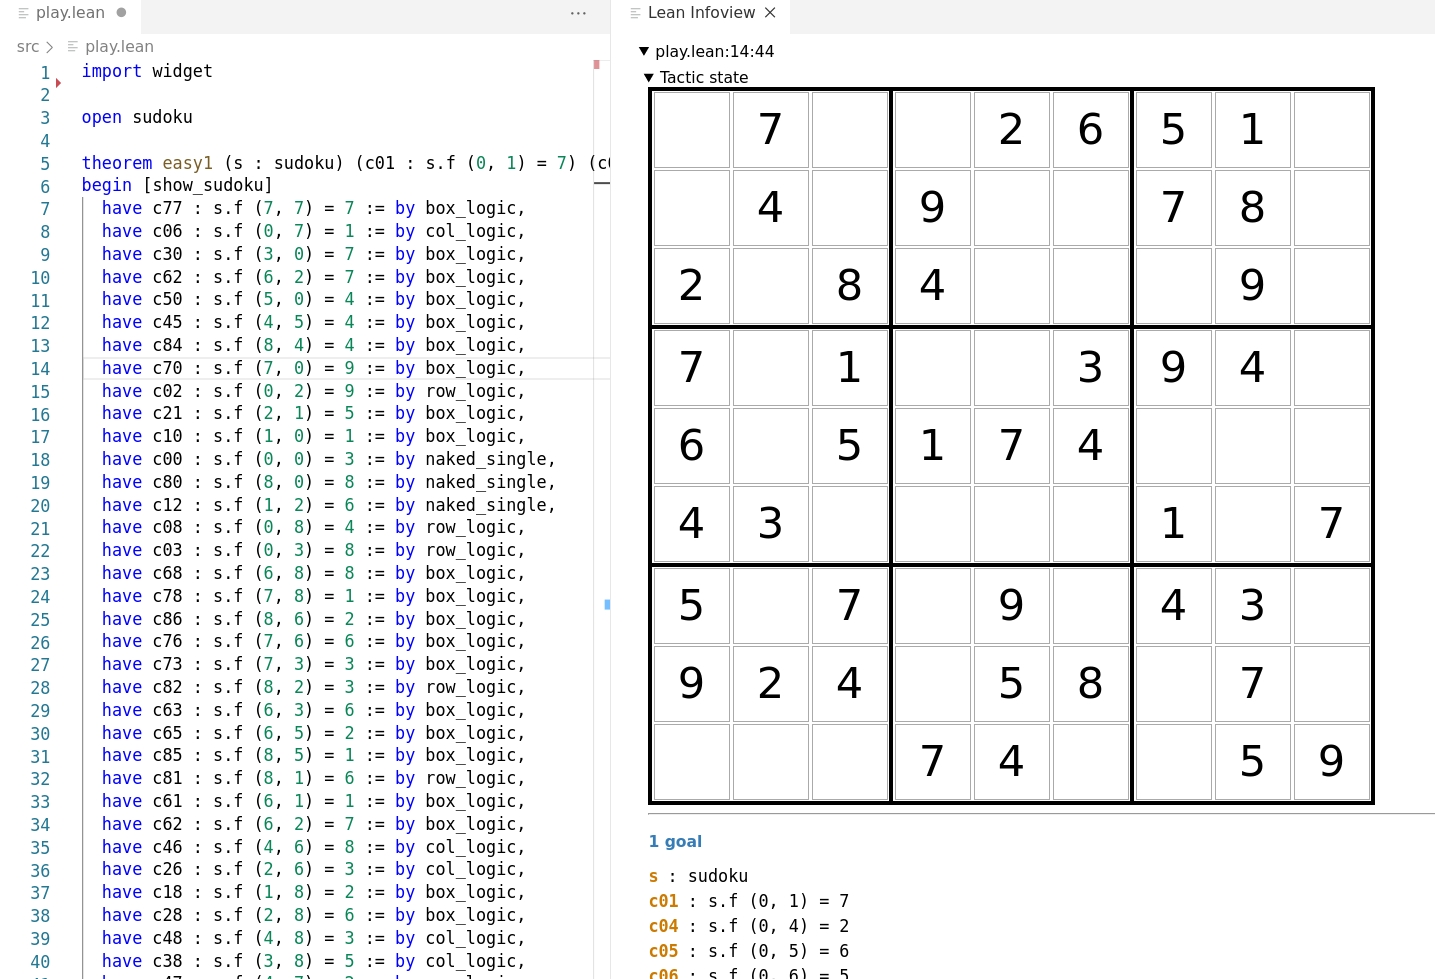 play.lean ● ···
src > play.lean
1 import widget
2
3 open sudoku
4
5 theorem easy1 (s : sudoku) (c01 : s.f (0, 1) = 7) (c
6 begin [show_sudoku]
7 have c77 : s.f (7, 7) = 7 := by box_logic,
8 have c06 : s.f (0, 7) = 1 := by col_logic,
9 have c30 : s.f (3, 0) = 7 := by box_logic,
10 have c62 : s.f (6, 2) = 7 := by box_logic,
11 have c50 : s.f (5, 0) = 4 := by box_logic,
12 have c45 : s.f (4, 5) = 4 := by box_logic,
13 have c84 : s.f (8, 4) = 4 := by box_logic,
14 have c70 : s.f (7, 0) = 9 := by box_logic,
15 have c02 : s.f (0, 2) = 9 := by row_logic,
16 have c21 : s.f (2, 1) = 5 := by box_logic,
17 have c10 : s.f (1, 0) = 1 := by box_logic,
18 have c00 : s.f (0, 0) = 3 := by naked_single,
19 have c80 : s.f (8, 0) = 8 := by naked_single,
20 have c12 : s.f (1, 2) = 6 := by naked_single,
21 have c08 : s.f (0, 8) = 4 := by row_logic,
22 have c03 : s.f (0, 3) = 8 := by row_logic,
23 have c68 : s.f (6, 8) = 8 := by box_logic,
24 have c78 : s.f (7, 8) = 1 := by box_logic,
25 have c86 : s.f (8, 6) = 2 := by box_logic,
26 have c76 : s.f (7, 6) = 6 := by box_logic,
27 have c73 : s.f (7, 3) = 3 := by box_logic,
28 have c82 : s.f (8, 2) = 3 := by row_logic,
29 have c63 : s.f (6, 3) = 6 := by box_logic,
30 have c65 : s.f (6, 5) = 2 := by box_logic,
31 have c85 : s.f (8, 5) = 1 := by box_logic,
32 have c81 : s.f (8, 1) = 6 := by row_logic,
33 have c61 : s.f (6, 1) = 1 := by box_logic,
34 have c62 : s.f (6, 2) = 7 := by box_logic,
35 have c46 : s.f (4, 6) = 8 := by col_logic,
36 have c26 : s.f (2, 6) = 3 := by col_logic,
37 have c18 : s.f (1, 8) = 2 := by box_logic,
38 have c28 : s.f (2, 8) = 6 := by box_logic,
39 have c48 : s.f (4, 8) = 3 := by col_logic,
40 have c38 : s.f (3, 8) = 5 := by col_logic,
Lean Infoview ×
▼ play.lean:14:44
▼ Tactic state
7 2 6 5 1
4 9 7 8
2 8 4 9
7 1 3 9 4
6 5 1 7 4
4 3 1 7
5 7 9 4 3
9 2 4 5 8 7
7 4 5 9
1 goal
s : sudoku
c01 : s.f (0, 1) = 7
c04 : s.f (0, 4) = 2
c05 : s.f (0, 5) = 6
c06 : s.f (0, 6) = 5